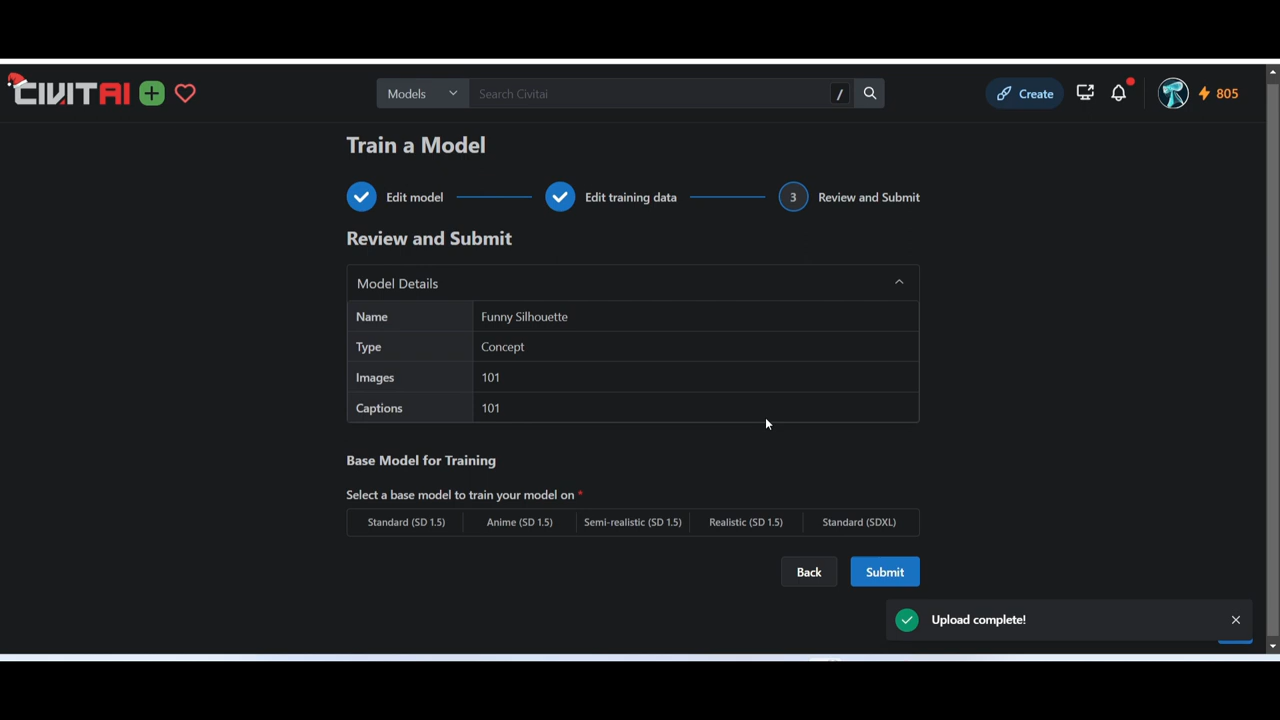 CIVITAI
Models
Search Civitai
/
Create
805
Train a Model
Edit model
Edit training data
3
Review and Submit
Review and Submit
Model Details
Name
Funny Silhouette
Type
Concept
Images
101
Captions
101
Base Model for Training
Select a base model to train your model on *
Standard (SD 1.5)
Anime (SD 1.5)
Semi-realistic (SD 1.5)
Realistic (SD 1.5)
Standard (SDXL)
Back
Submit
Upload complete!